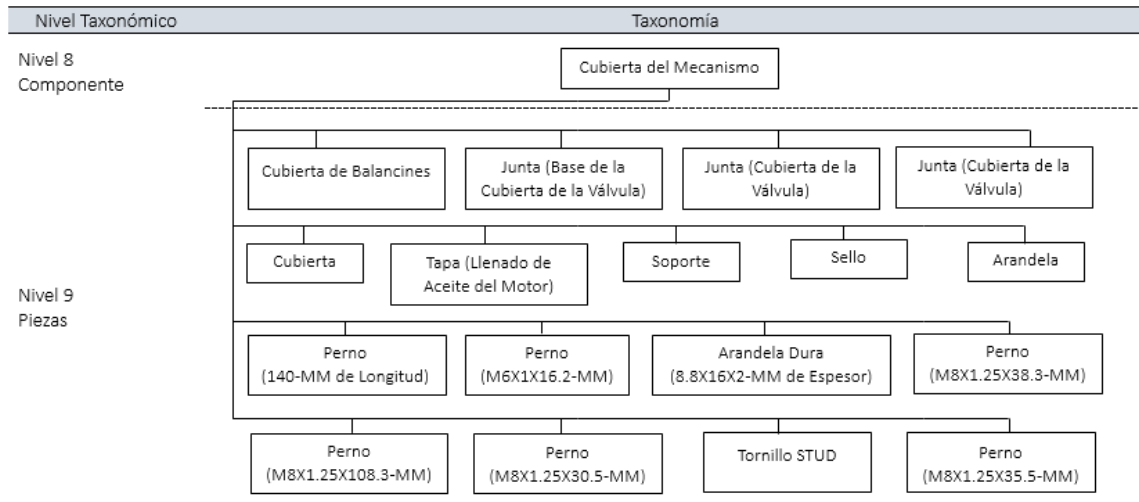 Nivel Taxonómico Taxonomía
Nivel 8
Componente
Cubierta del Mecanismo
Nivel 9
Piezas
Cubierta de Balancines
Junta (Base de la
Cubierta de la Válvula)
Junta (Cubierta de la
Válvula)
Junta (Cubierta de la
Válvula)
Cubierta
Tapa (Llenado de
Aceite del Motor)
Soporte
Sello
Arandela
Perno
(140-MM de Longitud)
Perno
(M6X1X16.2-MM)
Arandela Dura
(8.8X16X2-MM de Espesor)
Perno
(M8X1.25X38.3-MM)
Perno
(M8X1.25X108.3-MM)
Perno
(M8X1.25X30.5-MM)
Tornillo STUD
Perno
(M8X1.25X35.5-MM)